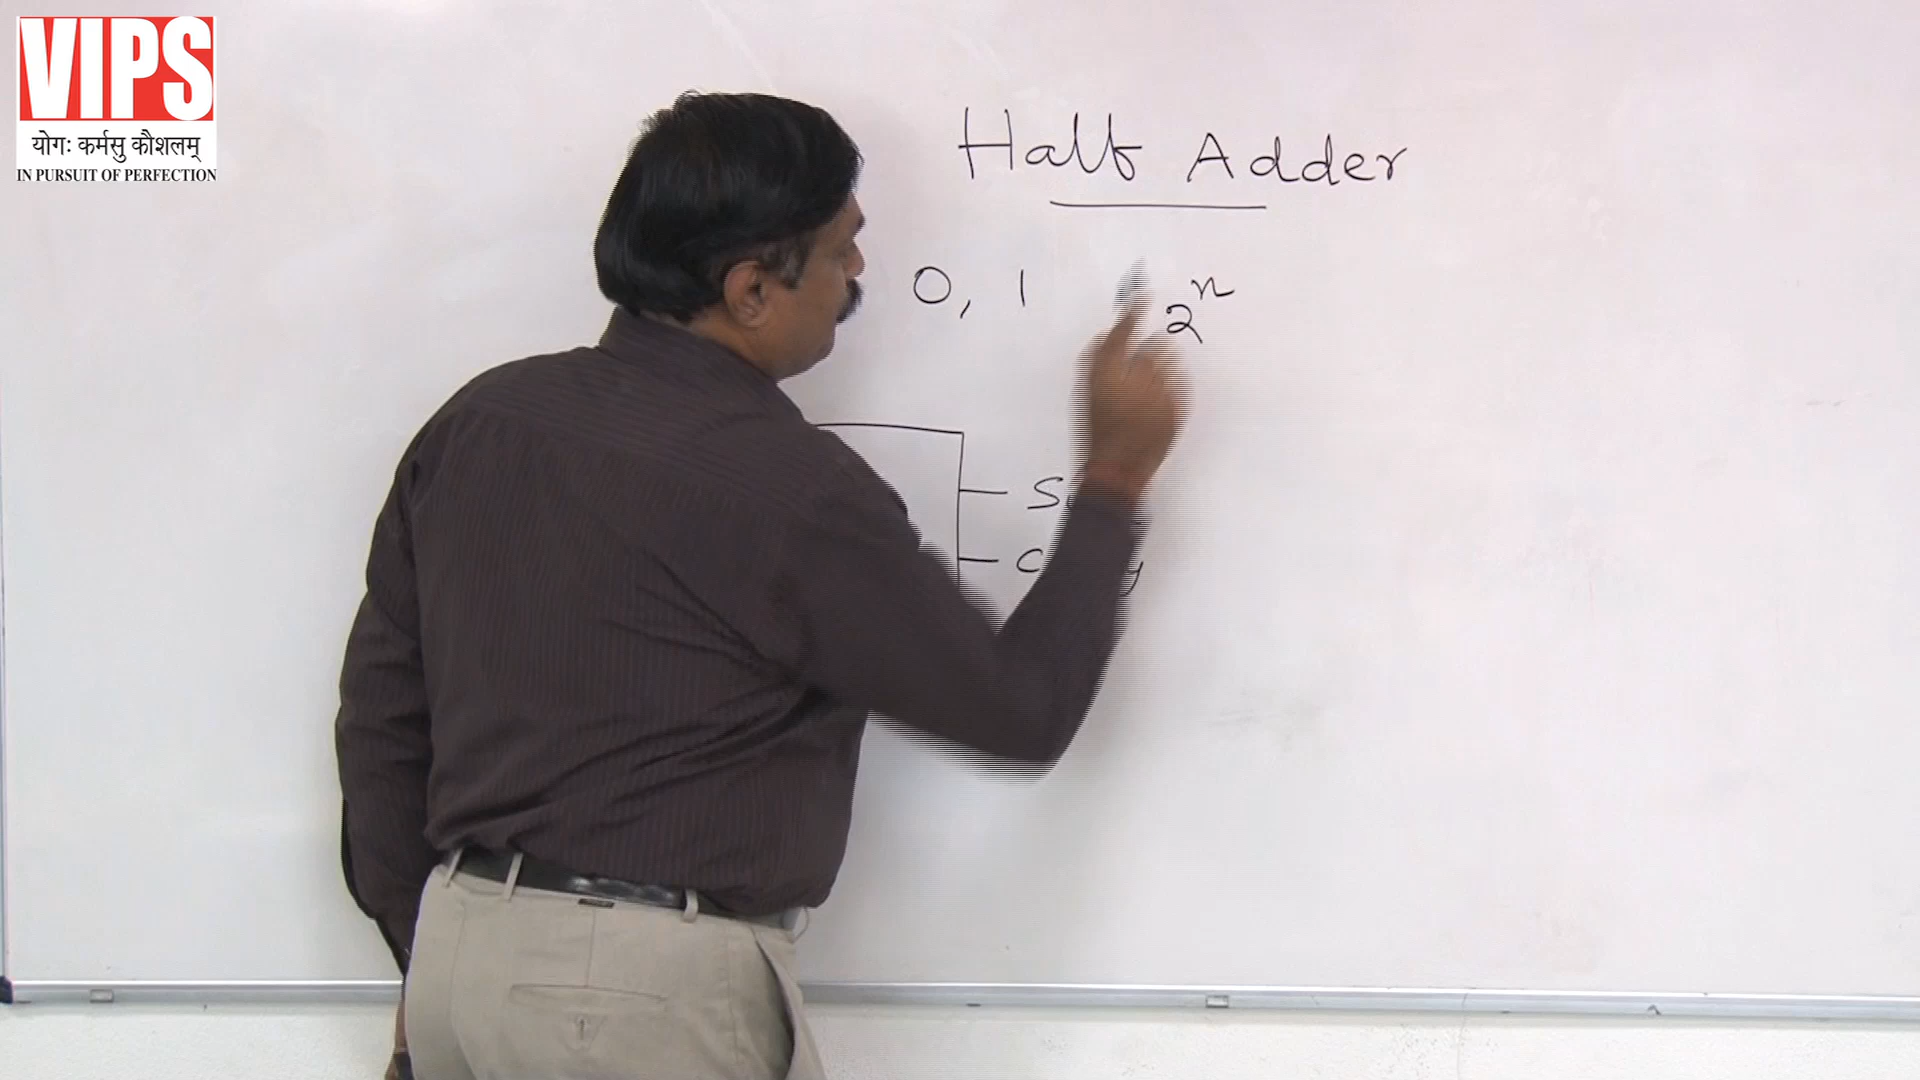 VIPS
योगः कर्मसु कौशलम्
IN PURSUIT OF PERFECTION
Half Adder
0, 1
2ⁿ